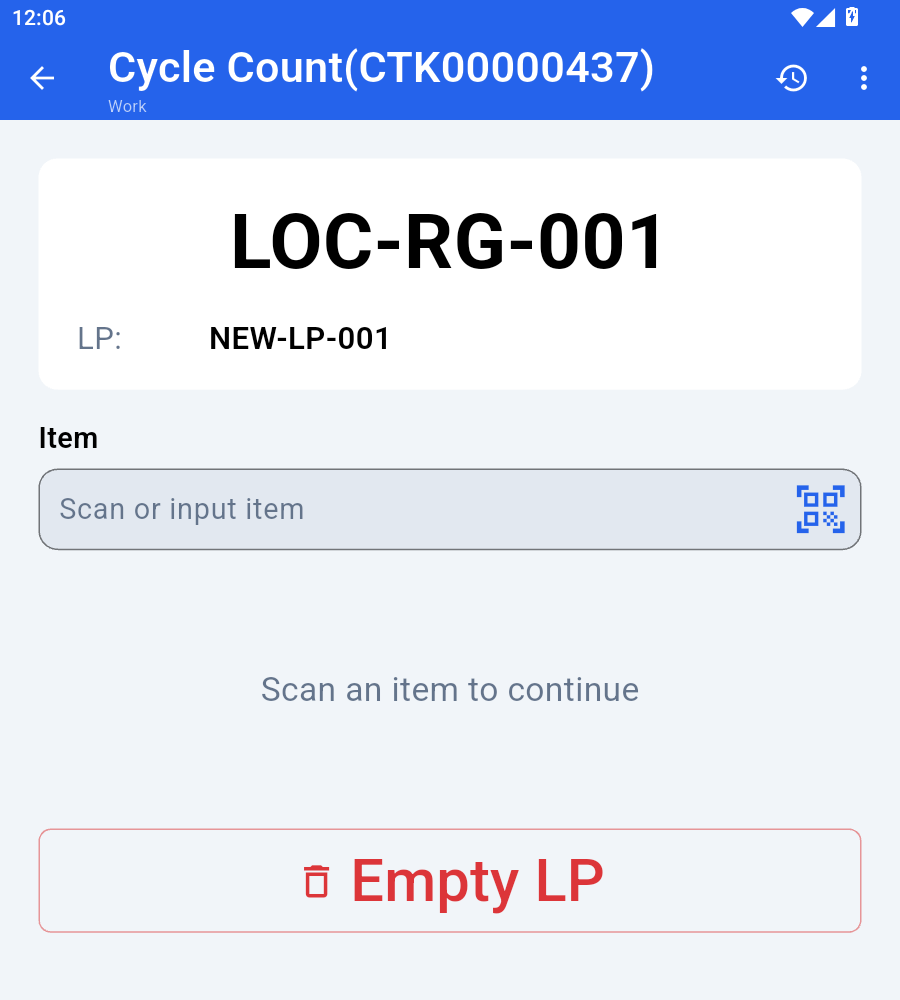 12:06
Cycle Count(CTK00000437)
Work
LOC-RG-001
LP: NEW-LP-001
Item
Scan or input item
Scan an item to continue
Empty LP